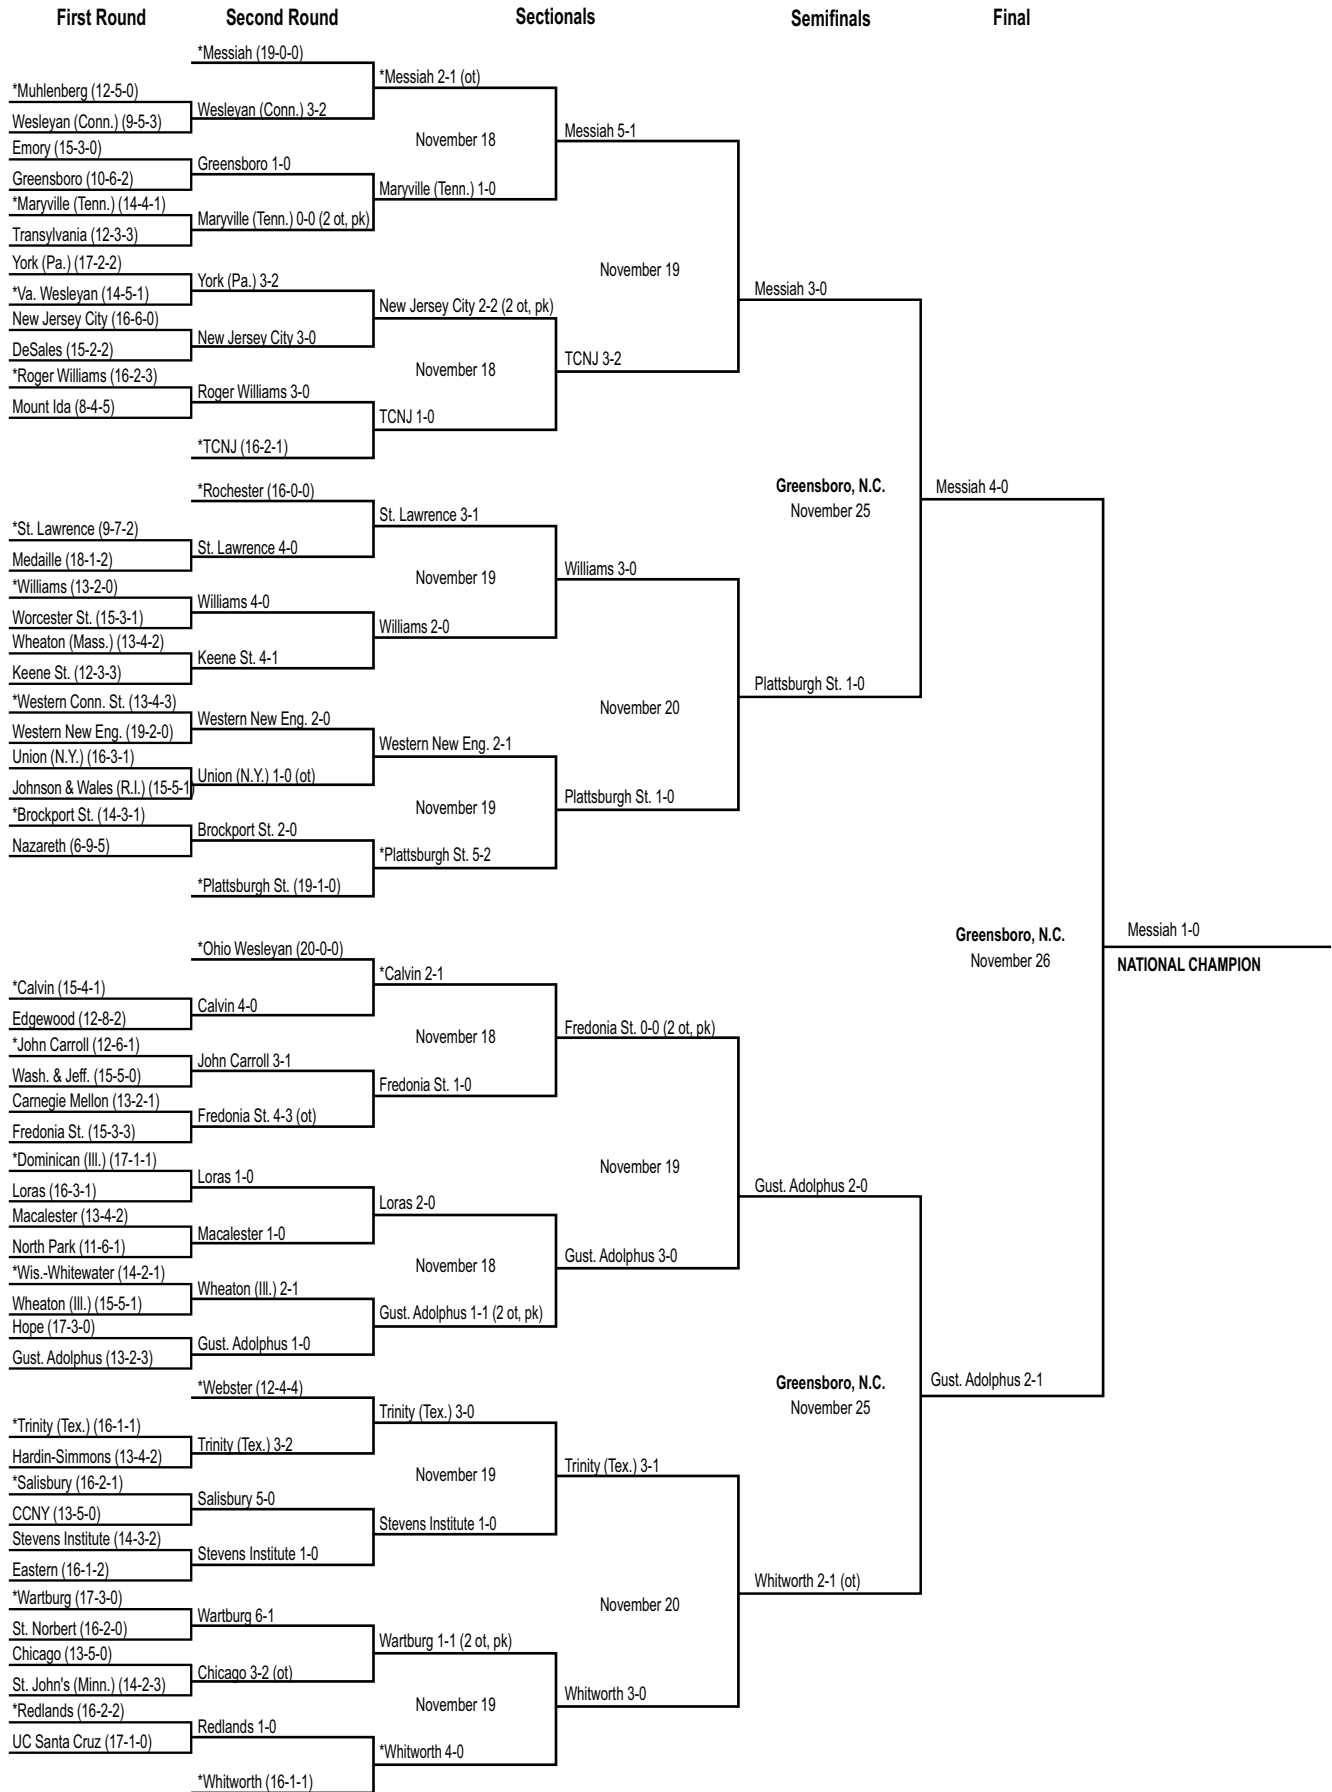 First Round
Second Round
Sectionals
Semifinals
Final
*Messiah (19-0-0)
*Muhlenberg (12-5-0)
Wesleyan (Conn.) (9-5-3)
Emory (15-3-0)
Greensboro (10-6-2)
*Maryville (Tenn.) (14-4-1)
Transylvania (12-3-3)
York (Pa.) (17-2-2)
*Va. Wesleyan (14-5-1)
New Jersey City (16-6-0)
DeSales (15-2-2)
*Roger Williams (16-2-3)
Mount Ida (8-4-5)
Wesleyan (Conn.) 3-2
Greensboro 1-0
Maryville (Tenn.) 0-0 (2 ot, pk)
York (Pa.) 3-2
New Jersey City 3-0
Roger Williams 3-0
*TCNJ (16-2-1)
*Messiah 2-1 (ot)
November 18
Maryville (Tenn.) 1-0
New Jersey City 2-2 (2 ot, pk)
November 18
TCNJ 1-0
Messiah 5-1
November 19
TCNJ 3-2
Messiah 3-0
*Rochester (16-0-0)
*St. Lawrence (9-7-2)
Medaille (18-1-2)
*Williams (13-2-0)
Worcester St. (15-3-1)
Wheaton (Mass.) (13-4-2)
Keene St. (12-3-3)
*Western Conn. St. (13-4-3)
Western New Eng. (19-2-0)
Union (N.Y.) (16-3-1)
Johnson & Wales (R.I.) (15-5-1)
*Brockport St. (14-3-1)
Nazareth (6-9-5)
St. Lawrence 4-0
Williams 4-0
Keene St. 4-1
Western New Eng. 2-0
Union (N.Y.) 1-0 (ot)
Brockport St. 2-0
*Plattsburgh St. (19-1-0)
St. Lawrence 3-1
November 19
Williams 2-0
Western New Eng. 2-1
November 19
*Plattsburgh St. 5-2
Williams 3-0
November 20
Plattsburgh St. 1-0
Plattsburgh St. 1-0
Greensboro, N.C.
November 25
Messiah 4-0
*Ohio Wesleyan (20-0-0)
*Calvin (15-4-1)
Edgewood (12-8-2)
*John Carroll (12-6-1)
Wash. & Jeff. (15-5-0)
Carnegie Mellon (13-2-1)
Fredonia St. (15-3-3)
*Dominican (Ill.) (17-1-1)
Loras (16-3-1)
Macalester (13-4-2)
North Park (11-6-1)
*Wis.-Whitewater (14-2-1)
Wheaton (Ill.) (15-5-1)
Hope (17-3-0)
Gust. Adolphus (13-2-3)
Calvin 4-0
John Carroll 3-1
Fredonia St. 4-3 (ot)
Loras 1-0
Macalester 1-0
Wheaton (Ill.) 2-1
Gust. Adolphus 1-0
*Calvin 2-1
November 18
Fredonia St. 1-0
Loras 2-0
November 18
Gust. Adolphus 1-1 (2 ot, pk)
Fredonia St. 0-0 (2 ot, pk)
November 19
Gust. Adolphus 3-0
Gust. Adolphus 2-0
*Webster (12-4-4)
*Trinity (Tex.) (16-1-1)
Hardin-Simmons (13-4-2)
*Salisbury (16-2-1)
CCNY (13-5-0)
Stevens Institute (14-3-2)
Eastern (16-1-2)
*Wartburg (17-3-0)
St. Norbert (16-2-0)
Chicago (13-5-0)
St. John's (Minn.) (14-2-3)
*Redlands (16-2-2)
UC Santa Cruz (17-1-0)
Trinity (Tex.) 3-2
Salisbury 5-0
Stevens Institute 1-0
Wartburg 6-1
Chicago 3-2 (ot)
Redlands 1-0
*Whitworth (16-1-1)
Trinity (Tex.) 3-0
November 19
Stevens Institute 1-0
Wartburg 1-1 (2 ot, pk)
November 19
*Whitworth 4-0
Trinity (Tex.) 3-1
November 20
Whitworth 3-0
Whitworth 2-1 (ot)
Greensboro, N.C.
November 25
Gust. Adolphus 2-1
Greensboro, N.C.
November 26
Messiah 1-0
NATIONAL CHAMPION